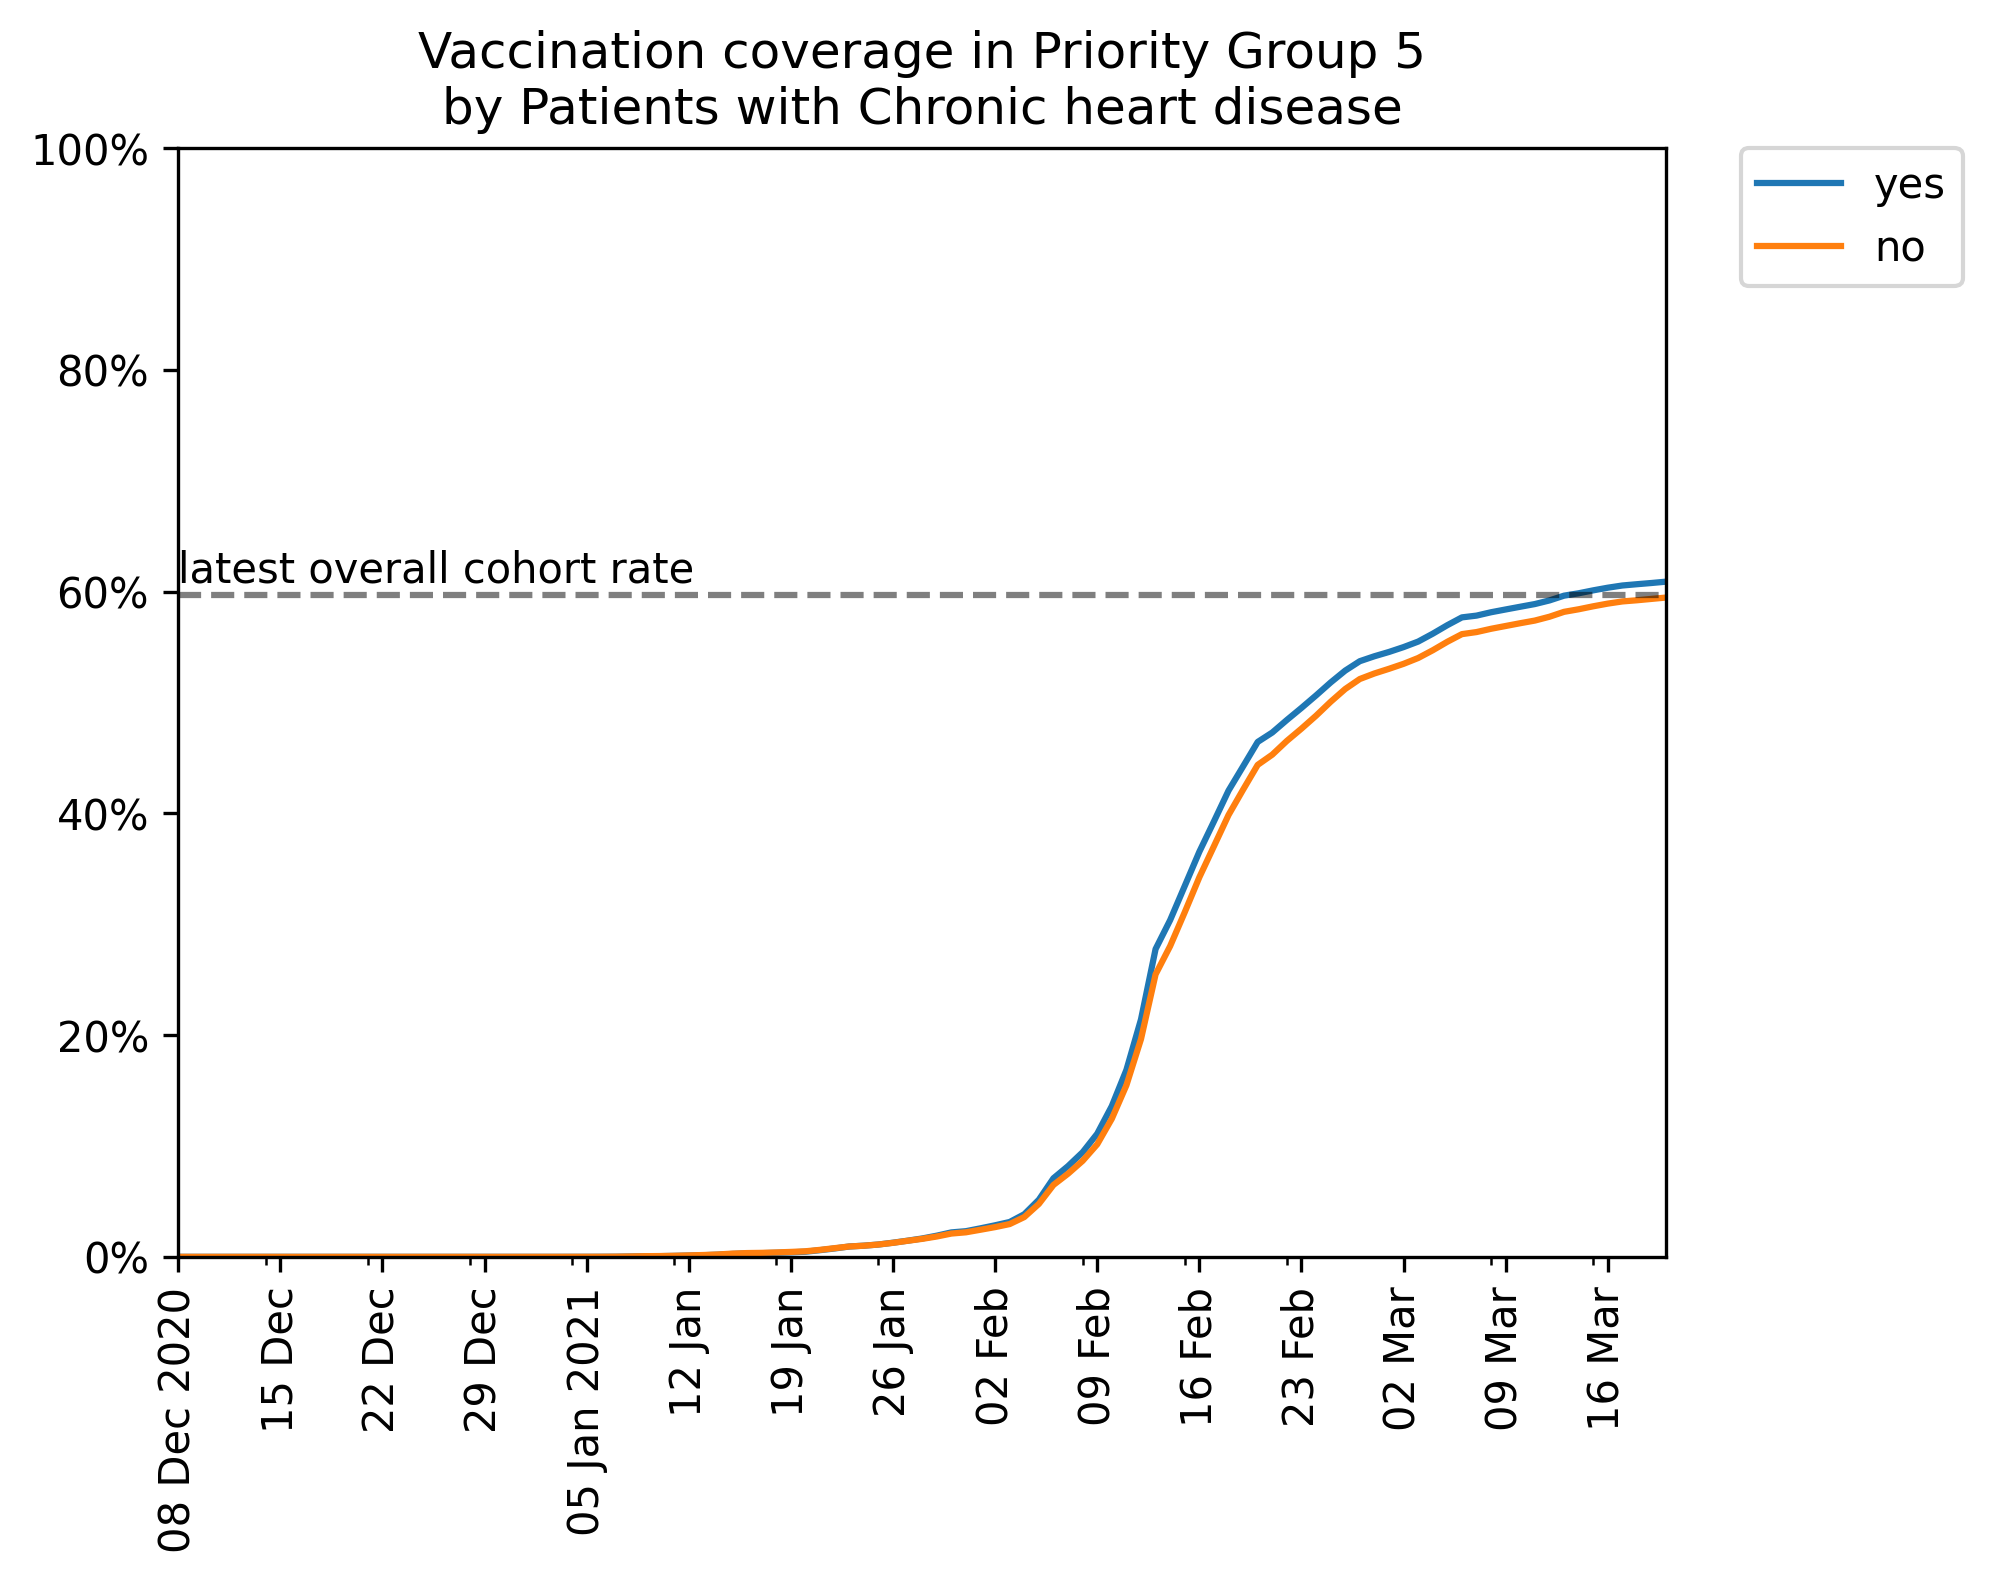 Vaccination coverage in Priority Group 5
by Patients with Chronic heart disease
100%
80%
60%
40%
20%
0%
latest overall cohort rate
yes
no
08 Dec 2020
15 Dec
22 Dec
29 Dec
05 Jan 2021
12 Jan
19 Jan
26 Jan
02 Feb
09 Feb
16 Feb
23 Feb
02 Mar
09 Mar
16 Mar